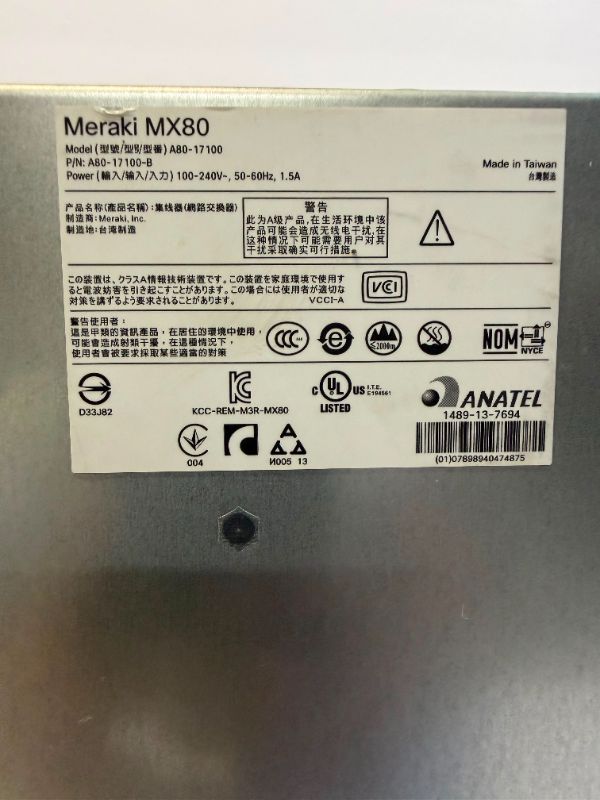 Meraki MX80
Model (型號/型号/型番) A80-17100
P/N: A80-17100-B
Power (輸入/输入/入力) 100-240V~, 50-60Hz, 1.5A
Made in Taiwan
台灣製造
产品名称(產品名稱): 集线器(網路交換器)
制造商: Meraki, Inc.
制造地: 台湾制造
警告
此为A级产品,在生活环境中该
产品可能会造成无线电干扰,在
这种情况下可能需要用户对其
干扰采取确实可行措施。
この装置は、クラスA情報技術装置です。この装置を家庭環境で使用す
ると電波妨害を引き起こすことがあります。この場合には使用者が適切な
対策を講ずるよう要求されることがあります。
VCCI-A
VCCI
警告使用者:
這是甲類的資訊產品，在居住的環境中使用，
可能會造成射頻干擾，在這種情況下，
使用者會被要求採取某些適當的對策
CCC
e
≤2000m
NOM
NYCE
D33J82
KCC-REM-M3R-MX80
c UL US I.T.E.
E194561
LISTED
ANATEL
1489-13-7694
004
И005 13
(01)07898940474875